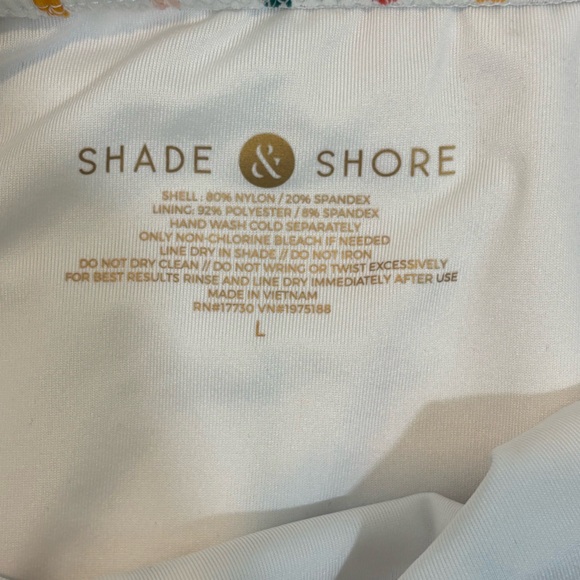 SHADE & SHORE
SHELL : 80% NYLON / 20% SPANDEX
LINING: 92% POLYESTER / 8% SPANDEX
HAND WASH COLD SEPARATELY
ONLY NON-CHLORINE BLEACH IF NEEDED
LINE DRY IN SHADE // DO NOT IRON
DO NOT DRY CLEAN // DO NOT WRING OR TWIST EXCESSIVELY
FOR BEST RESULTS RINSE AND LINE DRY IMMEDIATELY AFTER USE
MADE IN VIETNAM
RN#17730 VN#1975188
L